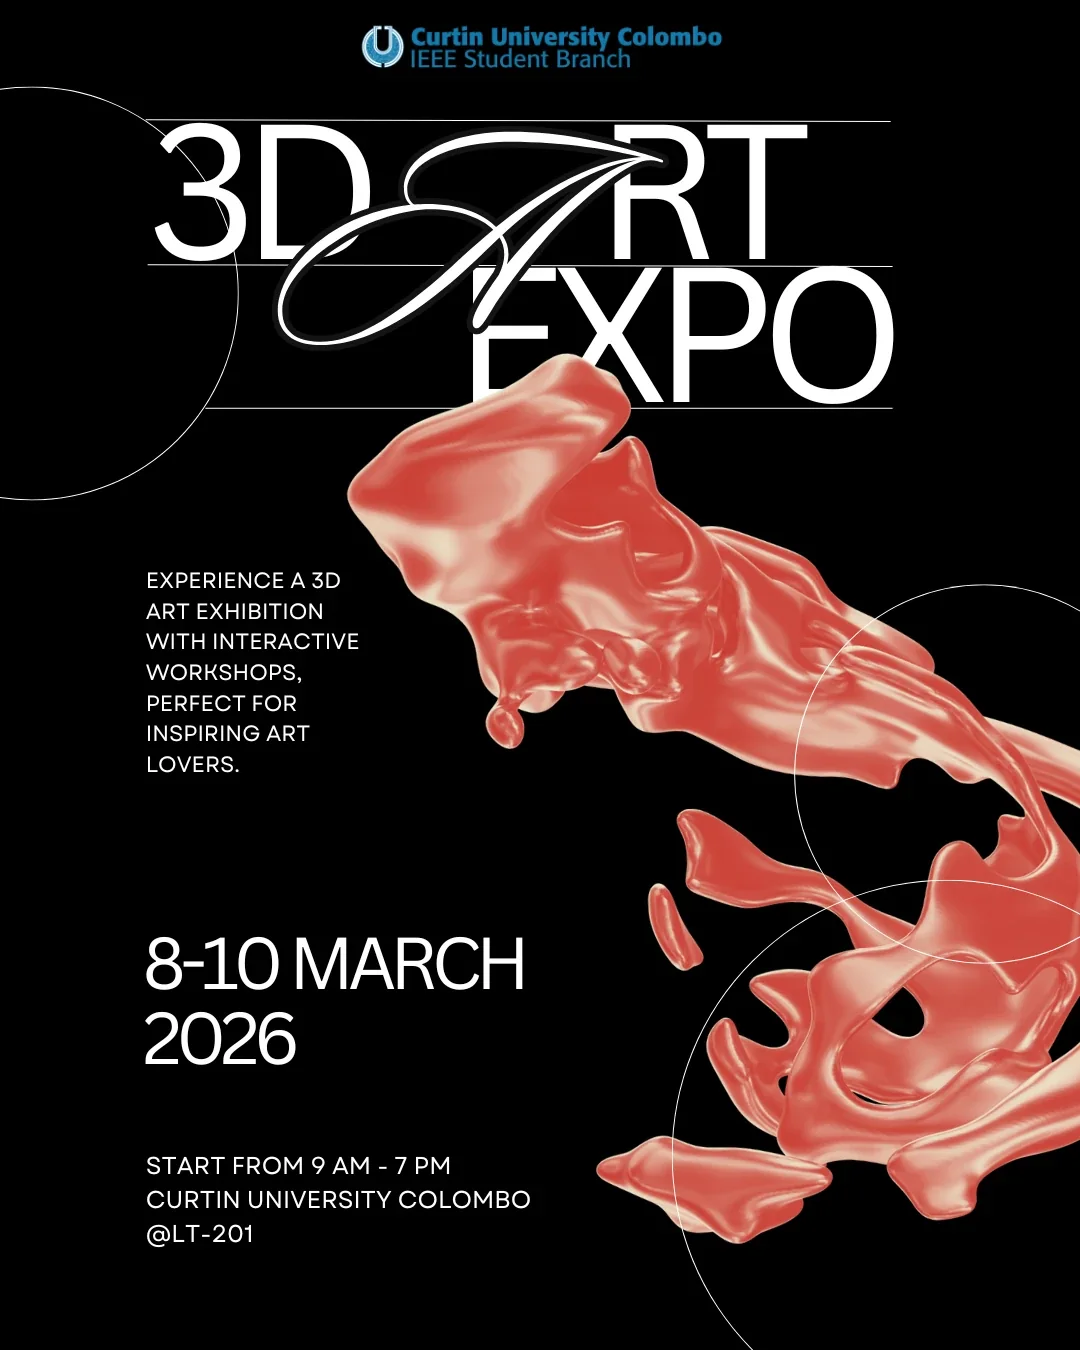 Curtin University Colombo
IEEE Student Branch
3D ART
EXPO
EXPERIENCE A 3D
ART EXHIBITION
WITH INTERACTIVE
WORKSHOPS,
PERFECT FOR
INSPIRING ART
LOVERS.
8-10 MARCH
2026
START FROM 9 AM - 7 PM
CURTIN UNIVERSITY COLOMBO
@LT-201